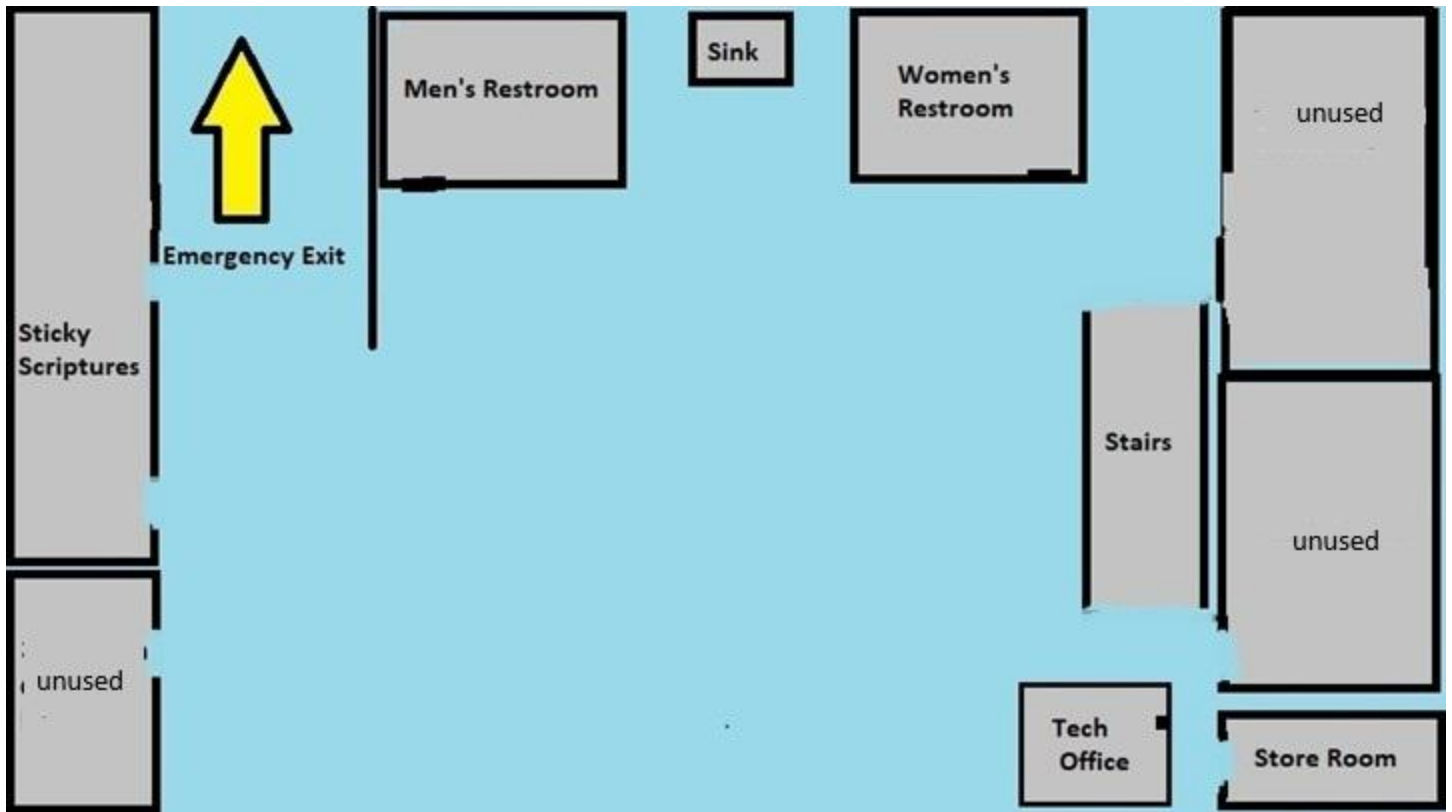 Men's Restroom
Sink
Women's
Restroom
unused
Emergency Exit
Sticky
Scriptures
Stairs
unused
unused
Tech
Office
Store Room